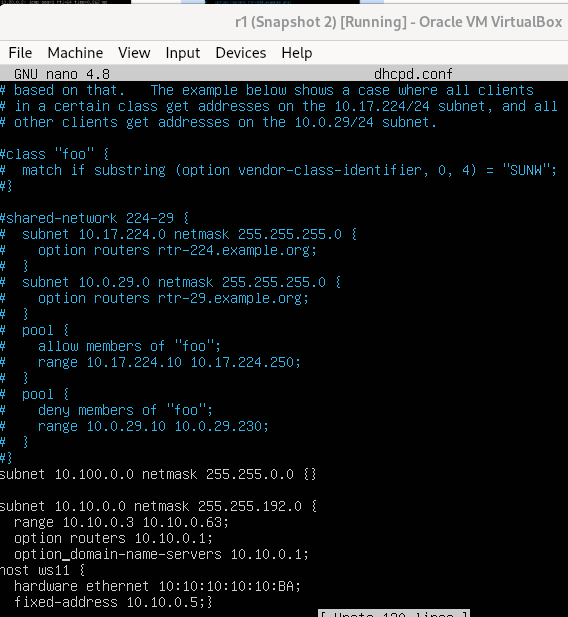 r1 (Snapshot 2) [Running] - Oracle VM VirtualBox
File Machine View Input Devices Help
GNU nano 4.8 dhcpd.conf
# based on that.   The example below shows a case where all clients
# in a certain class get addresses on the 10.17.224/24 subnet, and all
# other clients get addresses on the 10.0.29/24 subnet.
#class "foo" {
#  match if substring (option vendor-class-identifier, 0, 4) = "SUNW";
#}
#shared-network 224-29 {
#  subnet 10.17.224.0 netmask 255.255.255.0 {
#    option routers rtr-224.example.org;
#  }
#  subnet 10.0.29.0 netmask 255.255.255.0 {
#    option routers rtr-29.example.org;
#  }
#  pool {
#    allow members of "foo";
#    range 10.17.224.10 10.17.224.250;
#  }
#  pool {
#    deny members of "foo";
#    range 10.0.29.10 10.0.29.230;
#  }
#}
subnet 10.100.0.0 netmask 255.255.0.0 {}
subnet 10.10.0.0 netmask 255.255.192.0 {
  range 10.10.0.3 10.10.0.63;
  option routers 10.10.0.1;
  option domain-name-servers 10.10.0.1;
host ws11 {
  hardware ethernet 10:10:10:10:10:BA;
  fixed-address 10.10.0.5;}